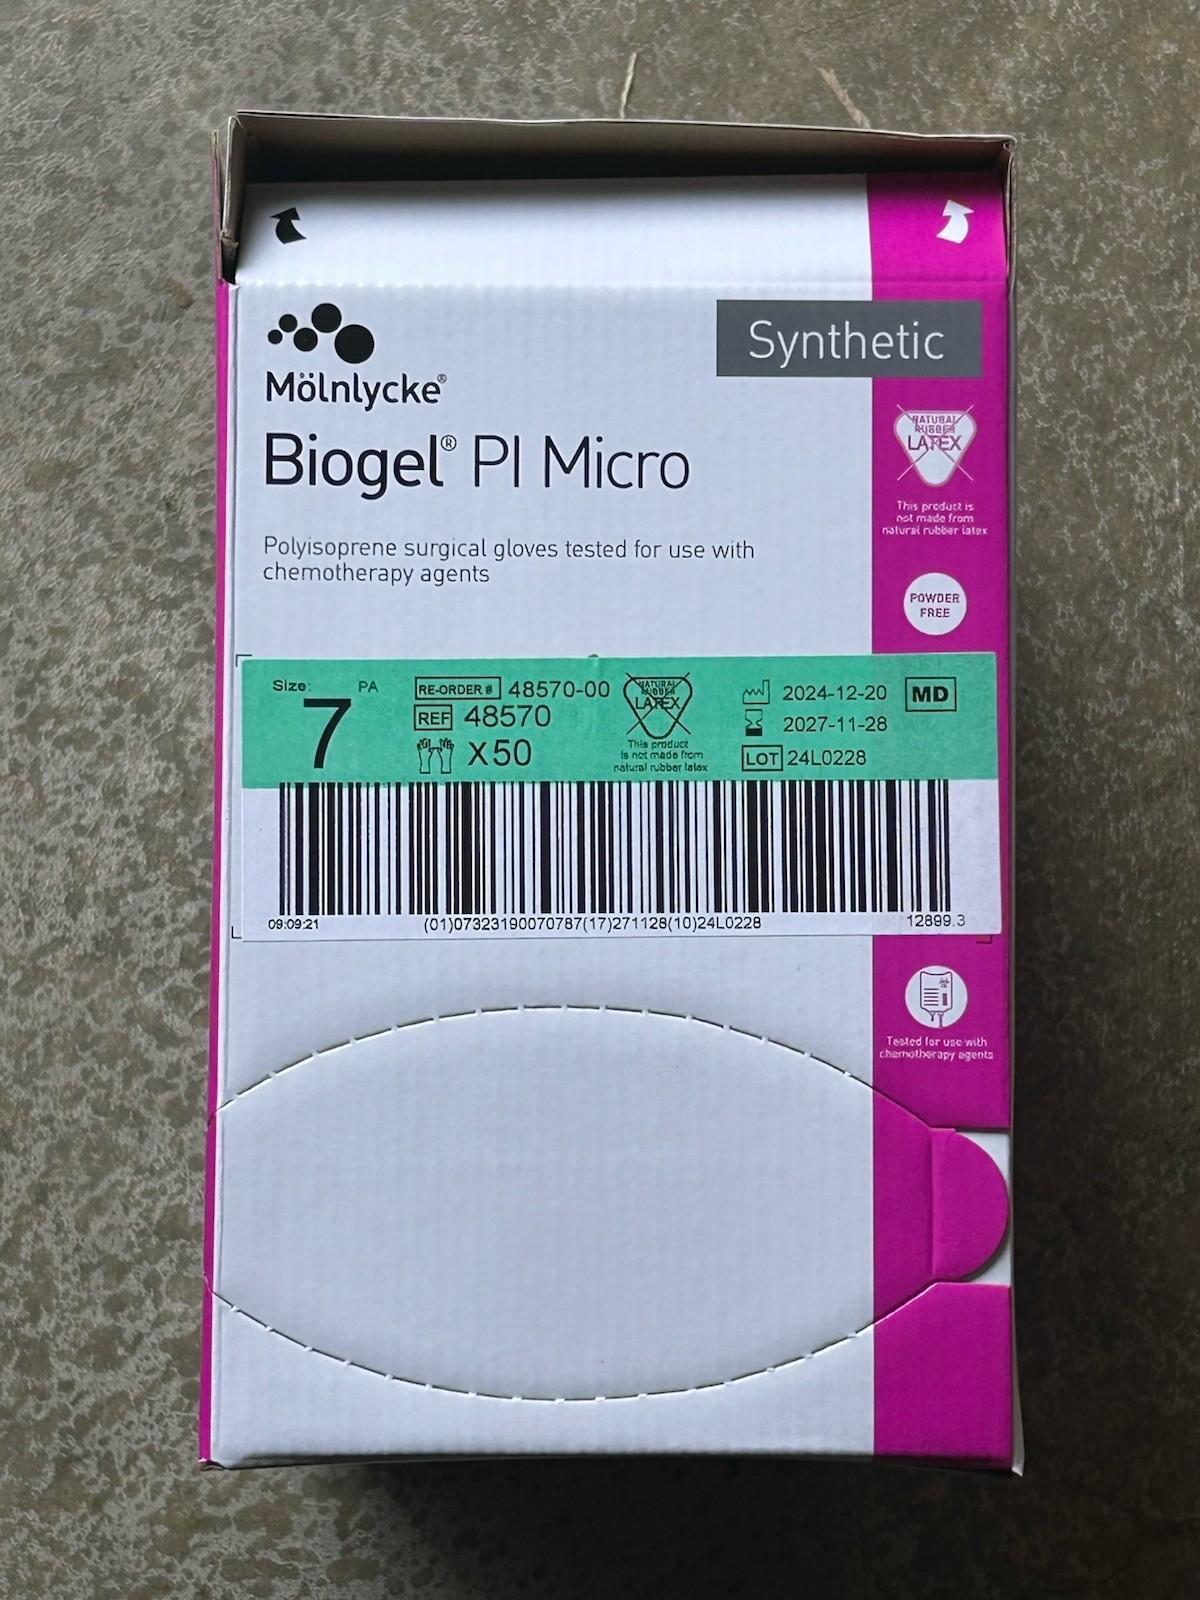 Synthetic
Mölnlycke®
Biogel® PI Micro
NATURAL
RUBBER
LATEX
This product is
not made from
natural rubber latex
Polyisoprene surgical gloves tested for use with
chemotherapy agents
POWDER
FREE
Size:
7
PA
RE-ORDER # 48570-00
REF 48570
X50
NATURAL
RUBBER
LATEX
This product
is not made from
natural rubber latex
2024-12-20
2027-11-28
LOT 24L0228
MD
09:09:21
(01)07323190070787(17)271128(10)24L0228
12899.3
Tested for use with
chemotherapy agents